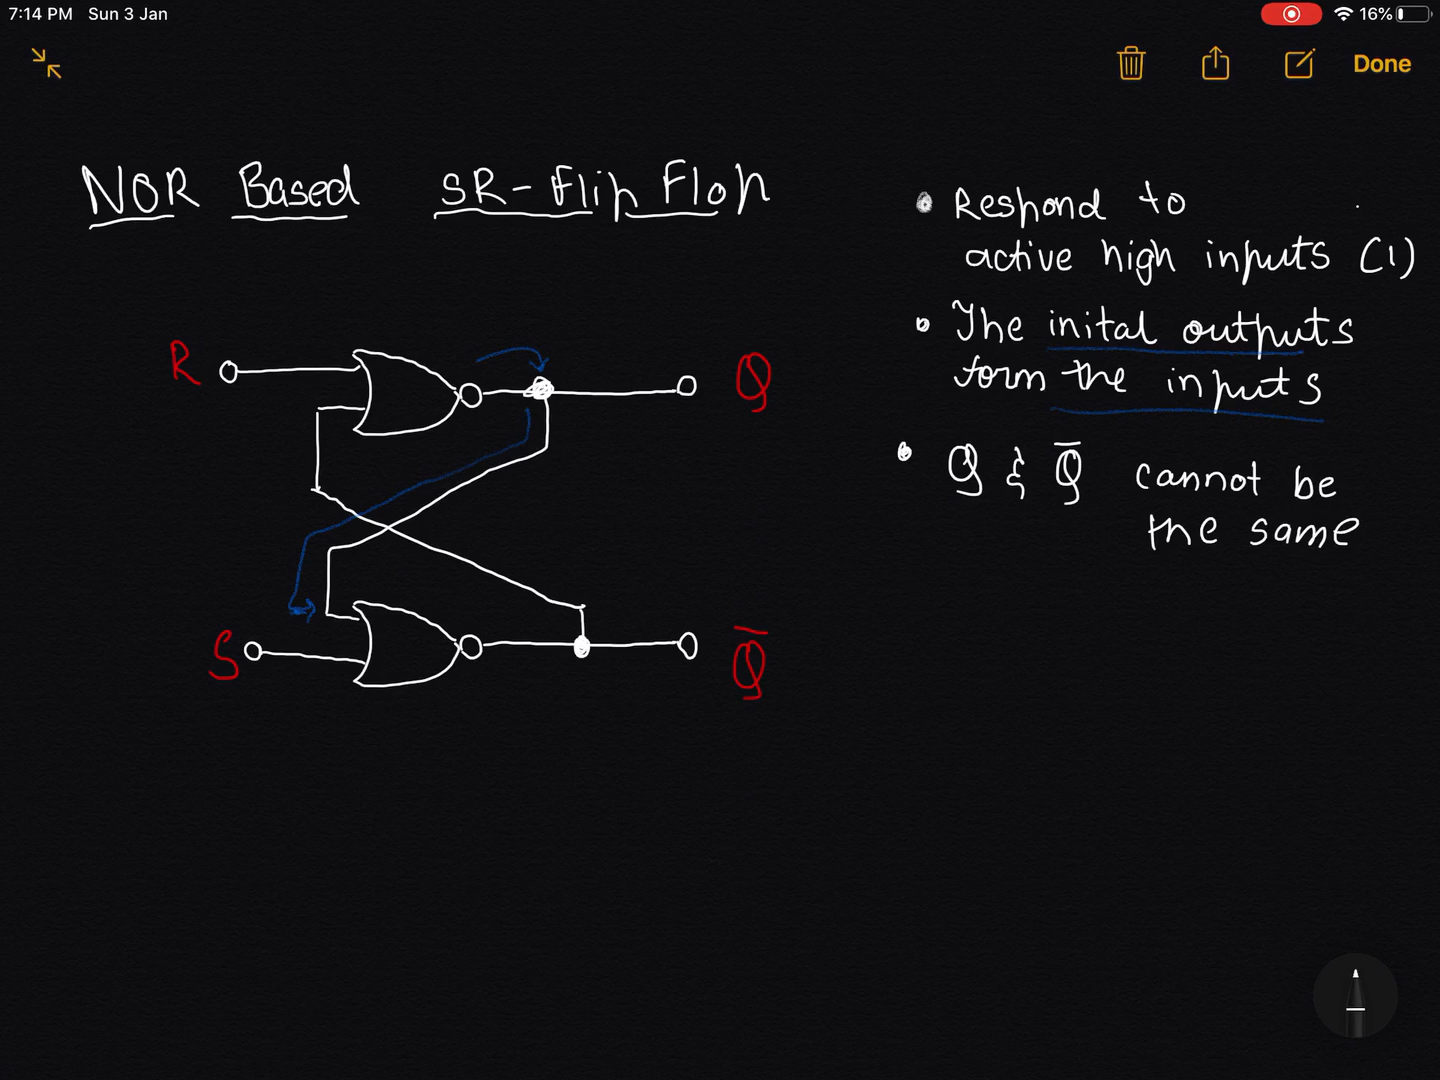 7:14 PM Sun 3 Jan
16%
Done
NOR Based SR-Flip Flop
• Respond to
active high inputs (1)
• The inital outputs
form the inputs
• Q & Q̅ cannot be
the same
R
Q
S
Q̅